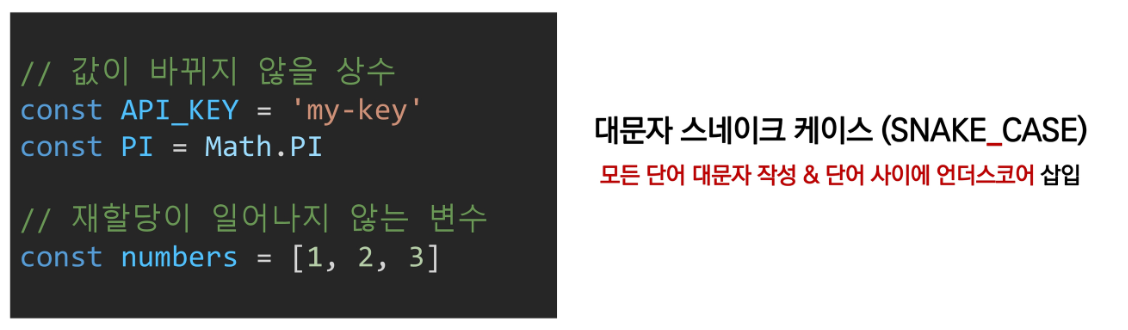 // 값이 바뀌지 않을 상수
const API_KEY = 'my-key'
const PI = Math.PI
// 재할당이 일어나지 않는 변수
const numbers = [1, 2, 3]
대문자 스네이크 케이스 (SNAKE_CASE)
모든 단어 대문자 작성 & 단어 사이에 언더스코어 삽입